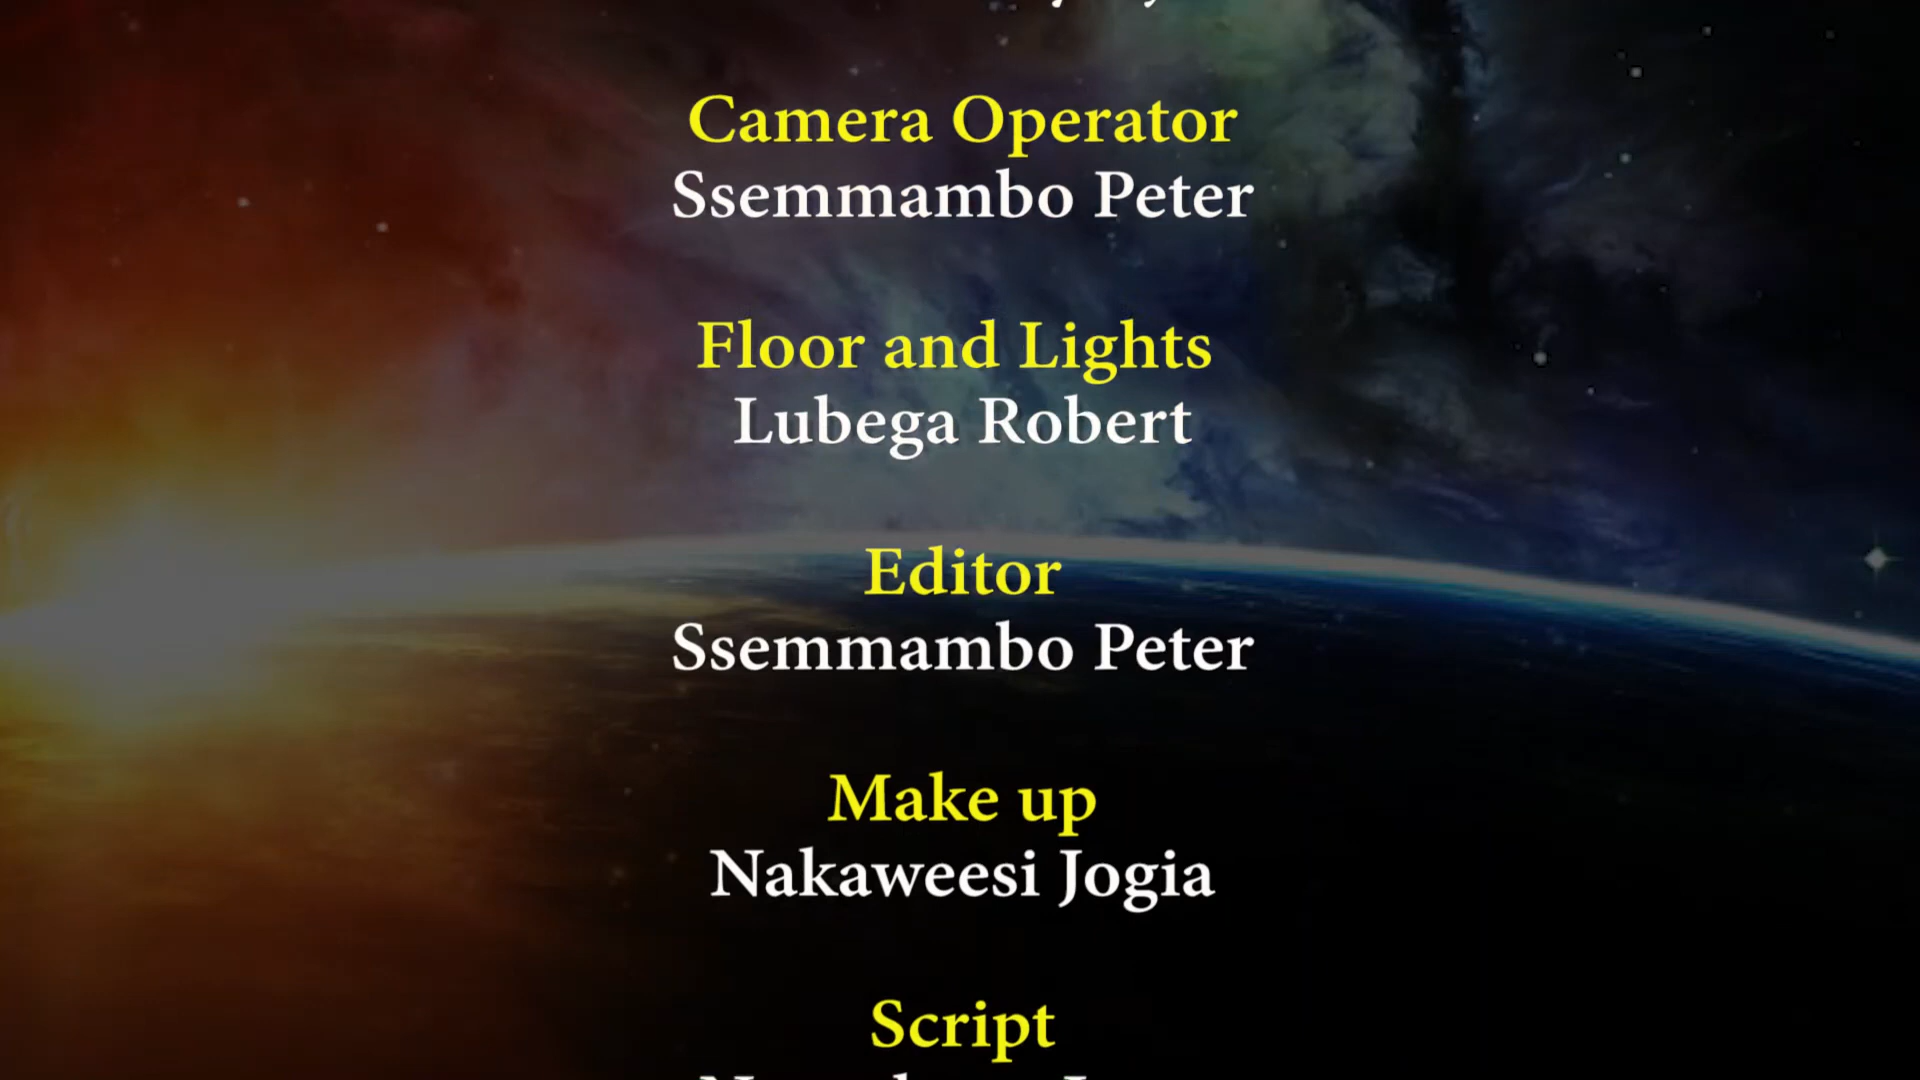 Camera Operator
Ssemmambo Peter
Floor and Lights
Lubega Robert
Editor
Ssemmambo Peter
Make up
Nakaweesi Jogia
Script